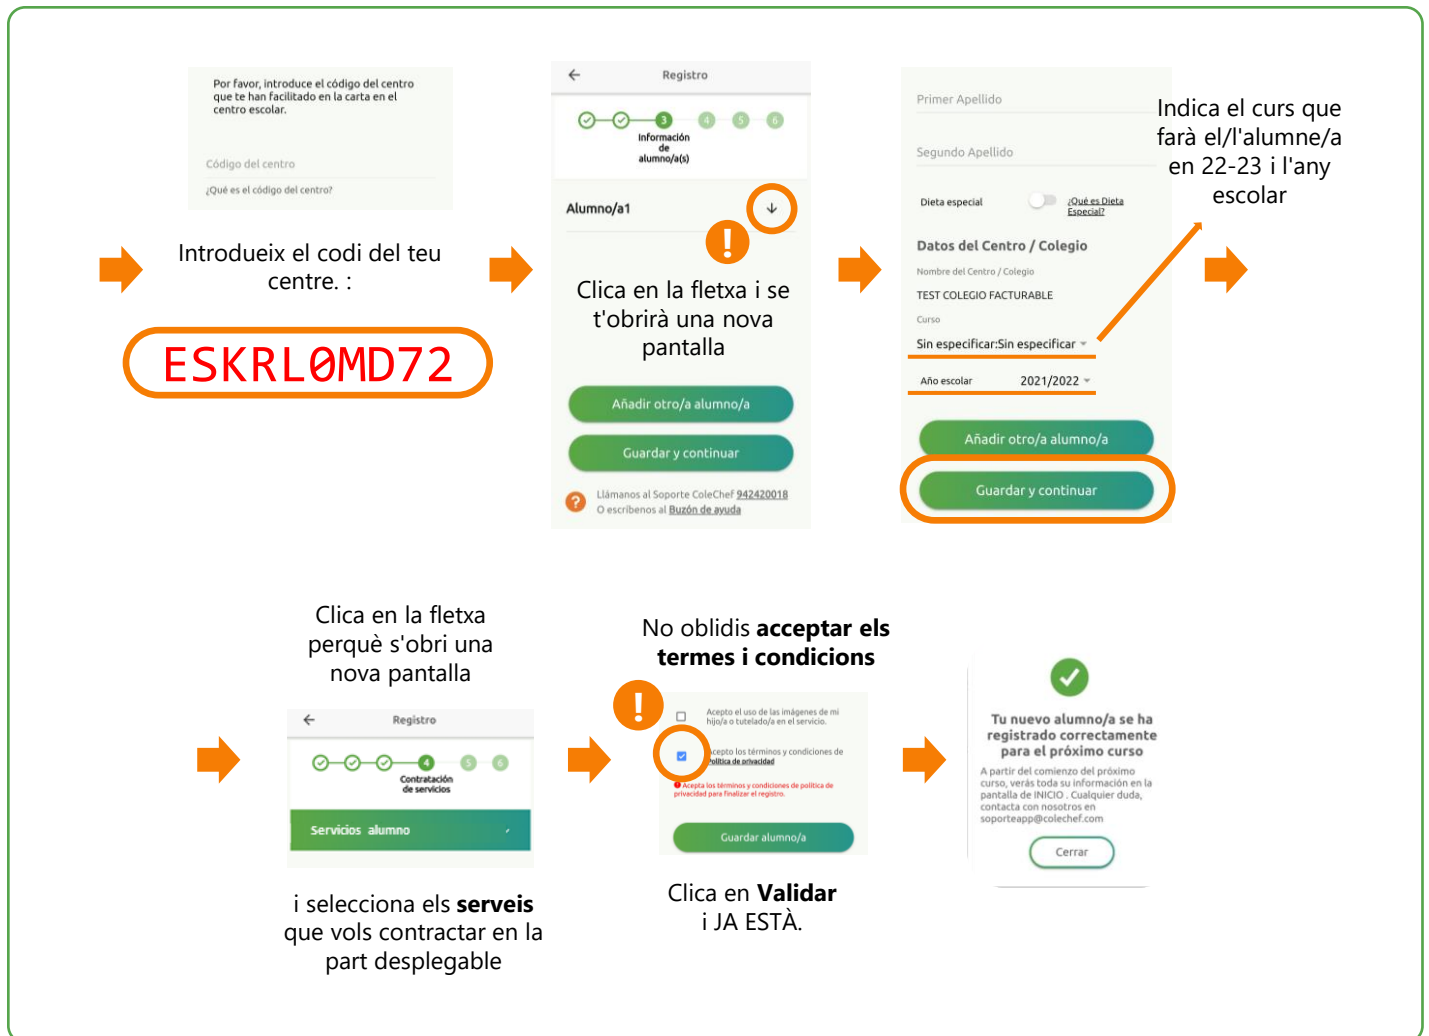 Por favor, introduce el código del centro
que te han facilitado en la carta en el
centro escolar.
Código del centro
¿Qué es el código del centro?
Introdueix el codi del teu
centre. :
ESKRL0MD72
Registro
3
4
5
6
Información
de
alumno/a(s)
Alumno/a1
!
Clica en la fletxa i se
t'obrirà una nova
pantalla
Añadir otro/a alumno/a
Guardar y continuar
?
Llámanos al Soporte ColeChef 942420018
O escríbenos al Buzón de ayuda
Primer Apellido
Segundo Apellido
Dieta especial
¿Qué es Dieta
Especial?
Datos del Centro / Colegio
Nombre del Centro / Colegio
TEST COLEGIO FACTURABLE
Curso
Sin especificar:Sin especificar
Año escolar 2021/2022
Añadir otro/a alumno/a
Guardar y continuar
Indica el curs que
farà el/l'alumne/a
en 22-23 i l'any
escolar
Clica en la fletxa
perquè s'obri una
nova pantalla
Registro
4
5
6
Contratación
de servicios
Servicios alumno
i selecciona els serveis
que vols contractar en la
part desplegable
No oblidis acceptar els
termes i condicions
!
Acepto el uso de las imágenes de mi
hijo/a o tutelado/a en el servicio.
Acepto los términos y condiciones de
Política de privacidad
Acepta los términos y condiciones de política de
privacidad para finalizar el registro.
Guardar alumno/a
Clica en Validar
i JA ESTÀ.
Tu nuevo alumno/a se ha
registrado correctamente
para el próximo curso
A partir del comienzo del próximo
curso, verás toda su información en la
pantalla de INICIO . Cualquier duda,
contacta con nosotros en
soporteapp@colechef.com
Cerrar